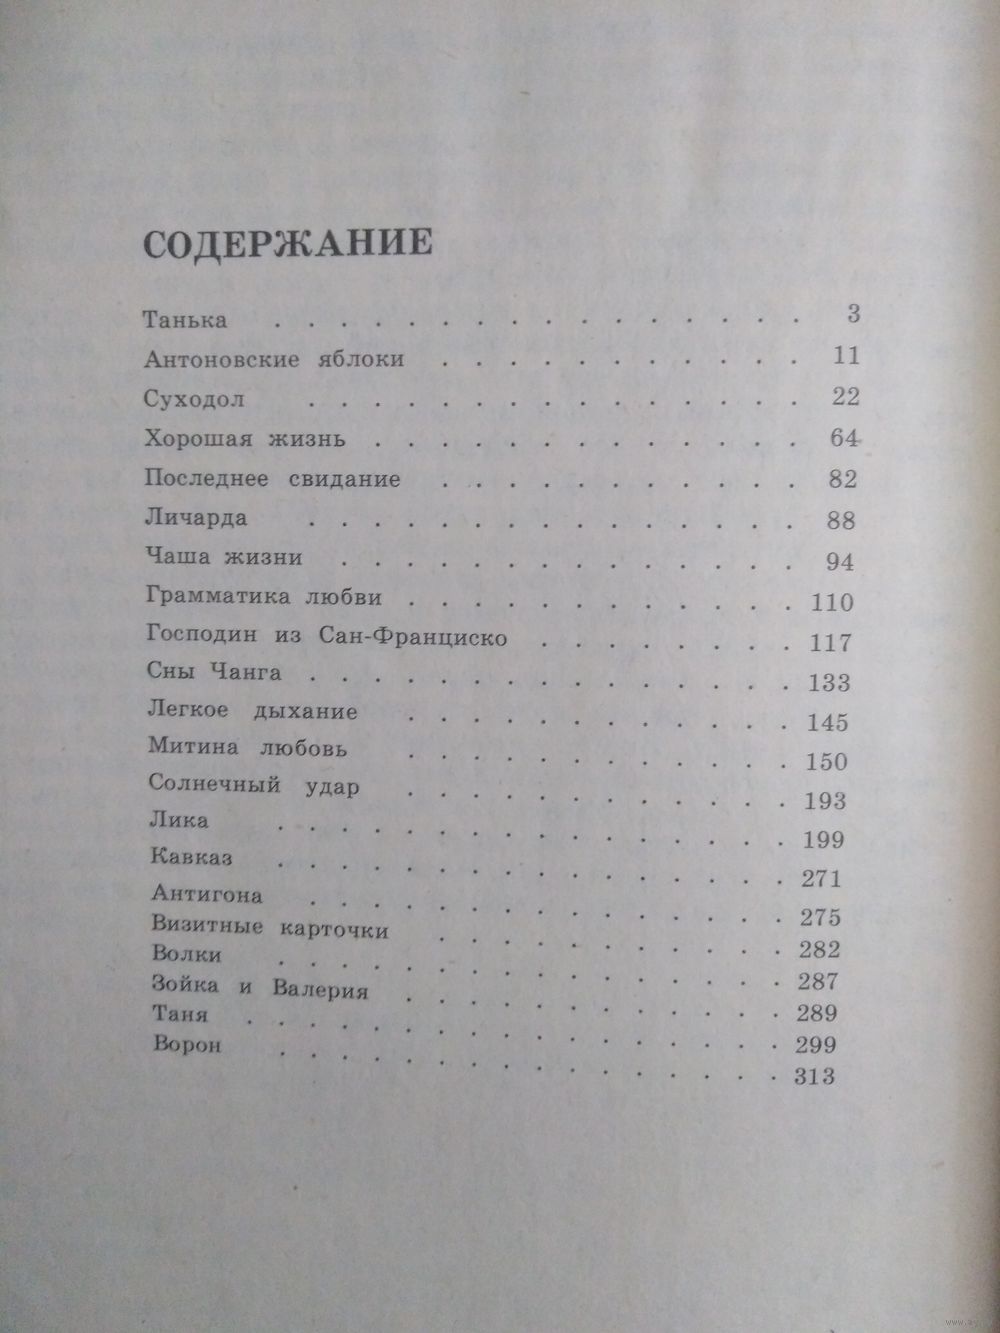 СОДЕРЖАНИЕ
Танька . . . . . . . . . . . . . . . . 3
Антоновские яблоки . . . . . . . . . . . 11
Суходол . . . . . . . . . . . . . . . 22
Хорошая жизнь . . . . . . . . . . . . . 64
Последнее свидание . . . . . . . . . . . 82
Личарда . . . . . . . . . . . . . . . 88
Чаша жизни . . . . . . . . . . . . . . 94
Грамматика любви . . . . . . . . . . . . 110
Господин из Сан-Франциско . . . . . . . . 117
Сны Чанга . . . . . . . . . . . . . . . 133
Легкое дыхание . . . . . . . . . . . . 145
Митина любовь . . . . . . . . . . . . 150
Солнечный удар . . . . . . . . . . . . 193
Лика . . . . . . . . . . . . . . . . 199
Кавказ . . . . . . . . . . . . . . . . 271
Антигона . . . . . . . . . . . . . . . 275
Визитные карточки . . . . . . . . . . . 282
Волки . . . . . . . . . . . . . . . . 287
Зойка и Валерия . . . . . . . . . . . . 289
Таня . . . . . . . . . . . . . . . . . 299
Ворон . . . . . . . . . . . . . . . . 313